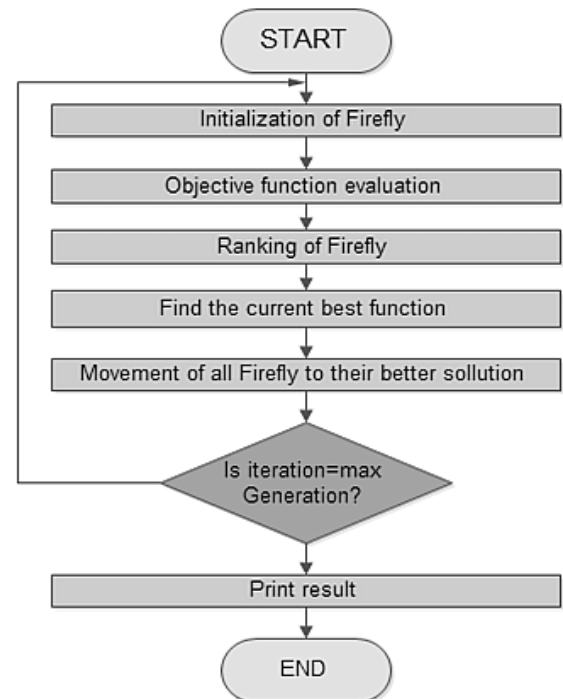 START
Initialization of Firefly
Objective function evaluation
Ranking of Firefly
Find the current best function
Movement of all Firefly to their better sollution
Is iteration=max
Generation?
Print result
END